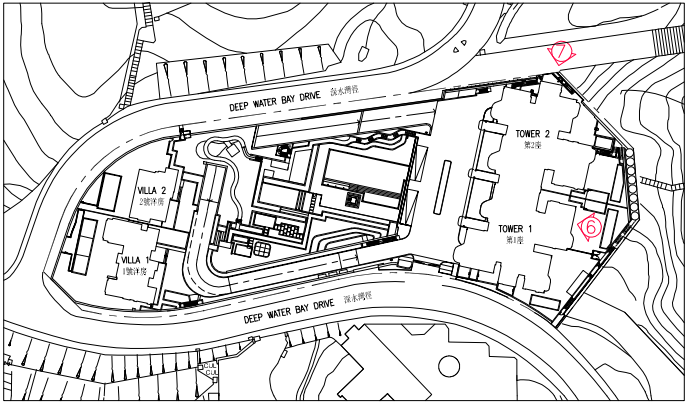 7
DEEP WATER BAY DRIVE 深水灣徑
TOWER 2
第2座
VILLA 2
2號洋房
TOWER 1
第1座
6
VILLA 1
1號洋房
DEEP WATER BAY DRIVE 深水灣徑
CUL
CUL